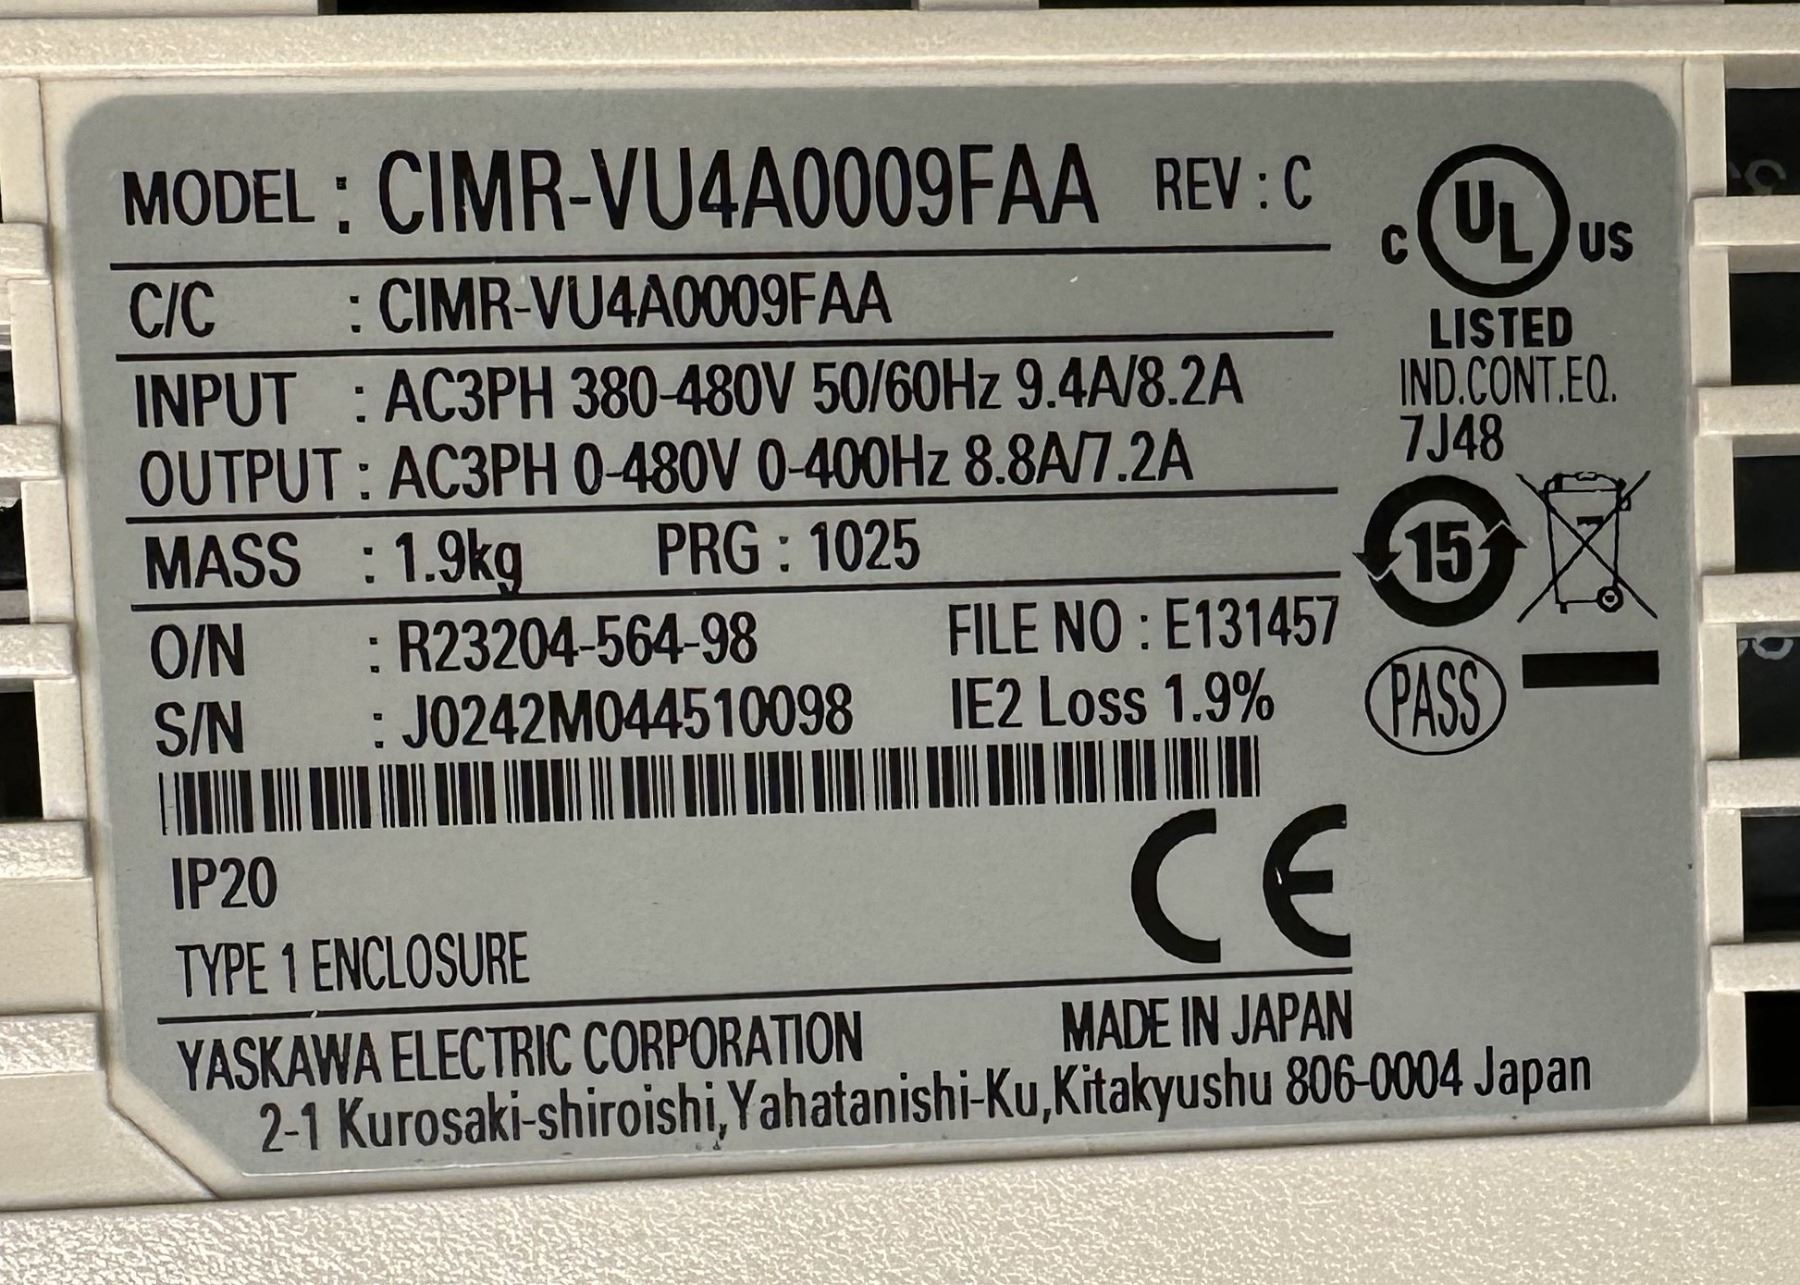 MODEL : CIMR-VU4A0009FAA REV : C
C/C : CIMR-VU4A0009FAA
INPUT : AC3PH 380-480V 50/60Hz 9.4A/8.2A
OUTPUT : AC3PH 0-480V 0-400Hz 8.8A/7.2A
MASS : 1.9kg PRG : 1025
O/N : R23204-564-98 FILE NO : E131457
S/N : J0242M044510098 IE2 Loss 1.9%
IP20
TYPE 1 ENCLOSURE
CE
YASKAWA ELECTRIC CORPORATION MADE IN JAPAN
2-1 Kurosaki-shiroishi,Yahatanishi-Ku,Kitakyushu 806-0004 Japan
C UL US
LISTED
IND.CONT.EQ.
7J48
15
PASS